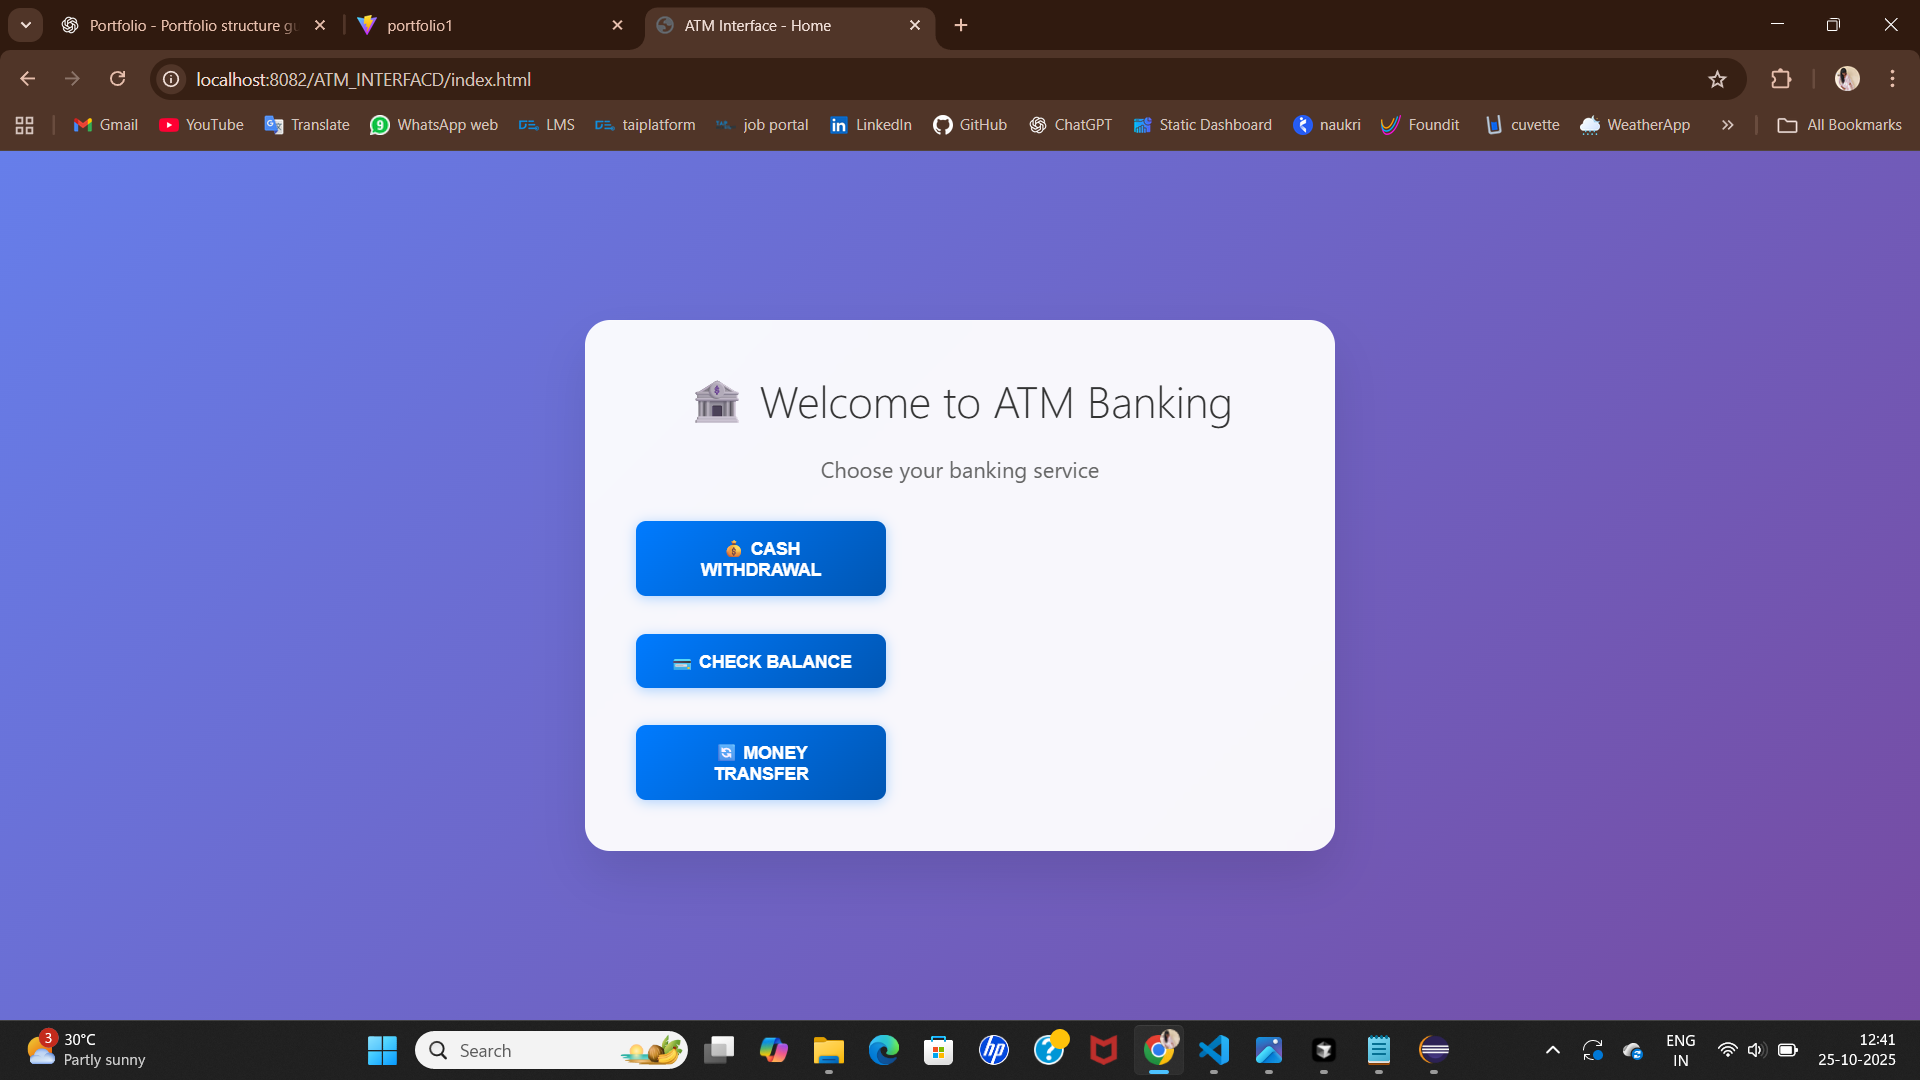 Portfolio - Portfolio structure gu
portfolio1
ATM Interface - Home
localhost:8082/ATM_INTERFACD/index.html
Gmail
YouTube
Translate
WhatsApp web
LMS
taiplatform
job portal
LinkedIn
GitHub
ChatGPT
Static Dashboard
naukri
Foundit
cuvette
WeatherApp
All Bookmarks
Welcome to ATM Banking
Choose your banking service
CASH
WITHDRAWAL
CHECK BALANCE
MONEY
TRANSFER
3
30°C
Partly sunny
Search
hp
ENG
IN
12:41
25-10-2025